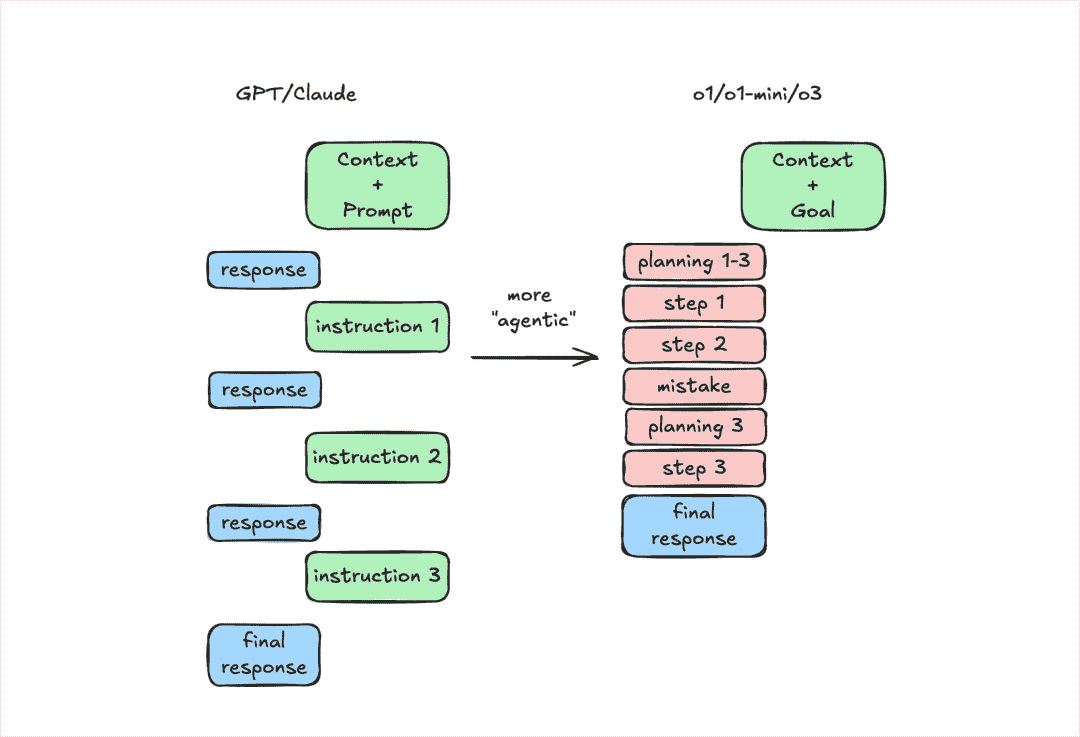 GPT/Claude
Context
+
Prompt
response
instruction 1
response
instruction 2
response
instruction 3
final
response
more
"agentic"
o1/o1-mini/o3
Context
+
Goal
planning 1-3
step 1
step 2
mistake
planning 3
step 3
final
response